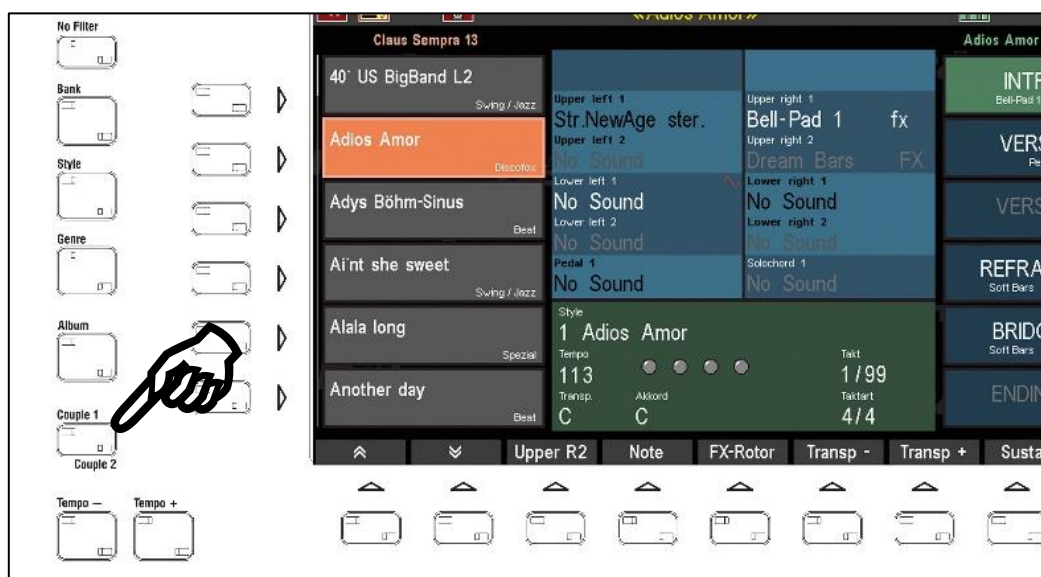 No Filter
Bank
Style
Genre
Album
Couple 1
Couple 2
Tempo —
Tempo +
«Adios Amor»
Claus Sempra 13
Adios Amor
40˙ US BigBand L2
Swing / Jazz
Adios Amor
Discofox
Adys Böhm-Sinus
Beat
Ai'nt she sweet
Swing / Jazz
Alala long
Spezial
Another day
Beat
Upper left 1
Str.NewAge ster.
Upper left 2
No Sound
Lower left 1
No Sound
Lower left 2
No Sound
Pedal 1
No Sound
Upper right 1
Bell-Pad 1 fx
Upper right 2
Dream Bars FX
Lower right 1
No Sound
Lower right 2
No Sound
Solochord 1
No Sound
Style
1 Adios Amor
Tempo
113
Takt
1/99
Transp.
C
Akkord
C
Taktart
4/4
INTR
Bell-Pad 1
VERS
Pe
VERS
REFRA
Soft Bars
BRIDG
Soft Bars
ENDIN
Upper R2
Note
FX-Rotor
Transp -
Transp +
Susta